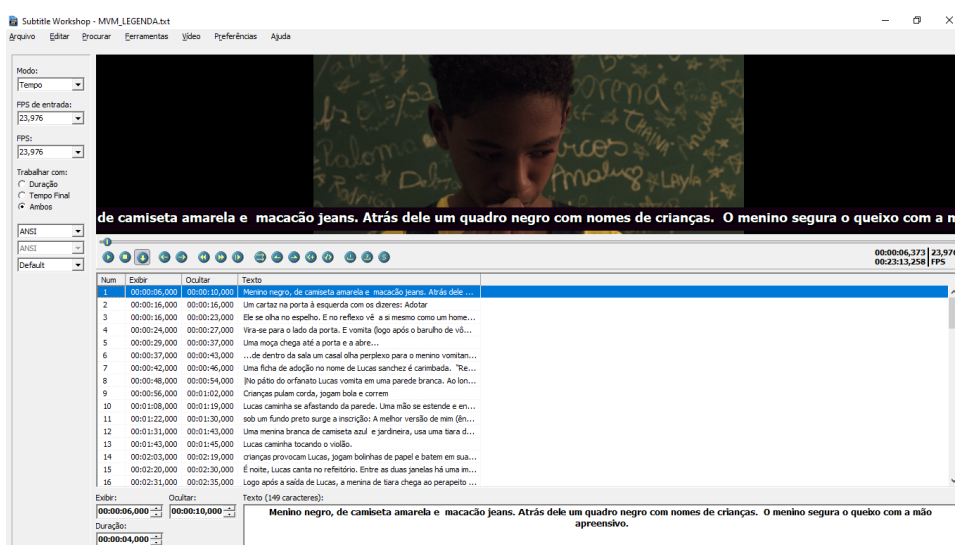 Subtitle Workshop - MVM_LEGENDA.txt
Arquivo Editar Procurar Ferramentas Vídeo Preferências Ajuda
Modo:
Tempo
FPS de entrada:
23,976
FPS:
23,976
Trabalhar com:
Duração
Tempo Final
Ambos
ANSI
ANSI
Default
Lorena
THAINA
Marcos
Paloma
Malug
LAYLA
de camiseta amarela e macacão jeans. Atrás dele um quadro negro com nomes de crianças. O menino segura o queixo com a m
00:00:06,373 23,976
00:23:13,258 FPS
Num Exibir Ocultar Texto
1 00:00:06,000 00:00:10,000 Menino negro, de camiseta amarela e macacão jeans. Atrás dele ...
2 00:00:16,000 00:00:16,000 Um cartaz na porta à esquerda com os dizeres: Adotar
3 00:00:16,000 00:00:23,000 Ele se olha no espelho. E no reflexo vê a si mesmo como um home...
4 00:00:24,000 00:00:27,000 Vira-se para o lado da porta. E vomita (logo após o barulho de vô...
5 00:00:29,000 00:00:37,000 Uma moça chega até a porta e a abre...
6 00:00:37,000 00:00:43,000 ...de dentro da sala um casal olha perplexo para o menino vomitan...
7 00:00:42,000 00:00:46,000 Uma ficha de adoção no nome de Lucas sanchez é carimbada. "Re...
8 00:00:48,000 00:00:54,000 |No pátio do orfanato Lucas vomita em uma parede branca. Ao lon...
9 00:00:56,000 00:01:02,000 Crianças pulam corda, jogam bola e correm
10 00:01:08,000 00:01:19,000 Lucas caminha se afastando da parede. Uma mão se estende e en...
11 00:01:22,000 00:01:30,000 sob um fundo preto surge a inscrição: A melhor versão de mim (ên...
12 00:01:31,000 00:01:43,000 Uma menina branca de camiseta azul e jardineira, usa uma tiara d...
13 00:01:43,000 00:01:45,000 Lucas caminha tocando o violão.
14 00:02:03,000 00:02:19,000 crianças provocam Lucas, jogam bolinhas de papel e batem em sua...
15 00:02:20,000 00:02:30,000 É noite, Lucas canta no refeitório. Entre as duas janelas há uma im...
16 00:02:31,000 00:02:35,000 Logo após a saída de Lucas, a menina de tiara chega ao perapeito ...
Exibir: Ocultar: Texto (149 caracteres):
00:00:06,000 00:00:10,000
Menino negro, de camiseta amarela e macacão jeans. Atrás dele um quadro negro com nomes de crianças. O menino segura o queixo com a mão
apreensivo.
Duração:
00:00:04,000